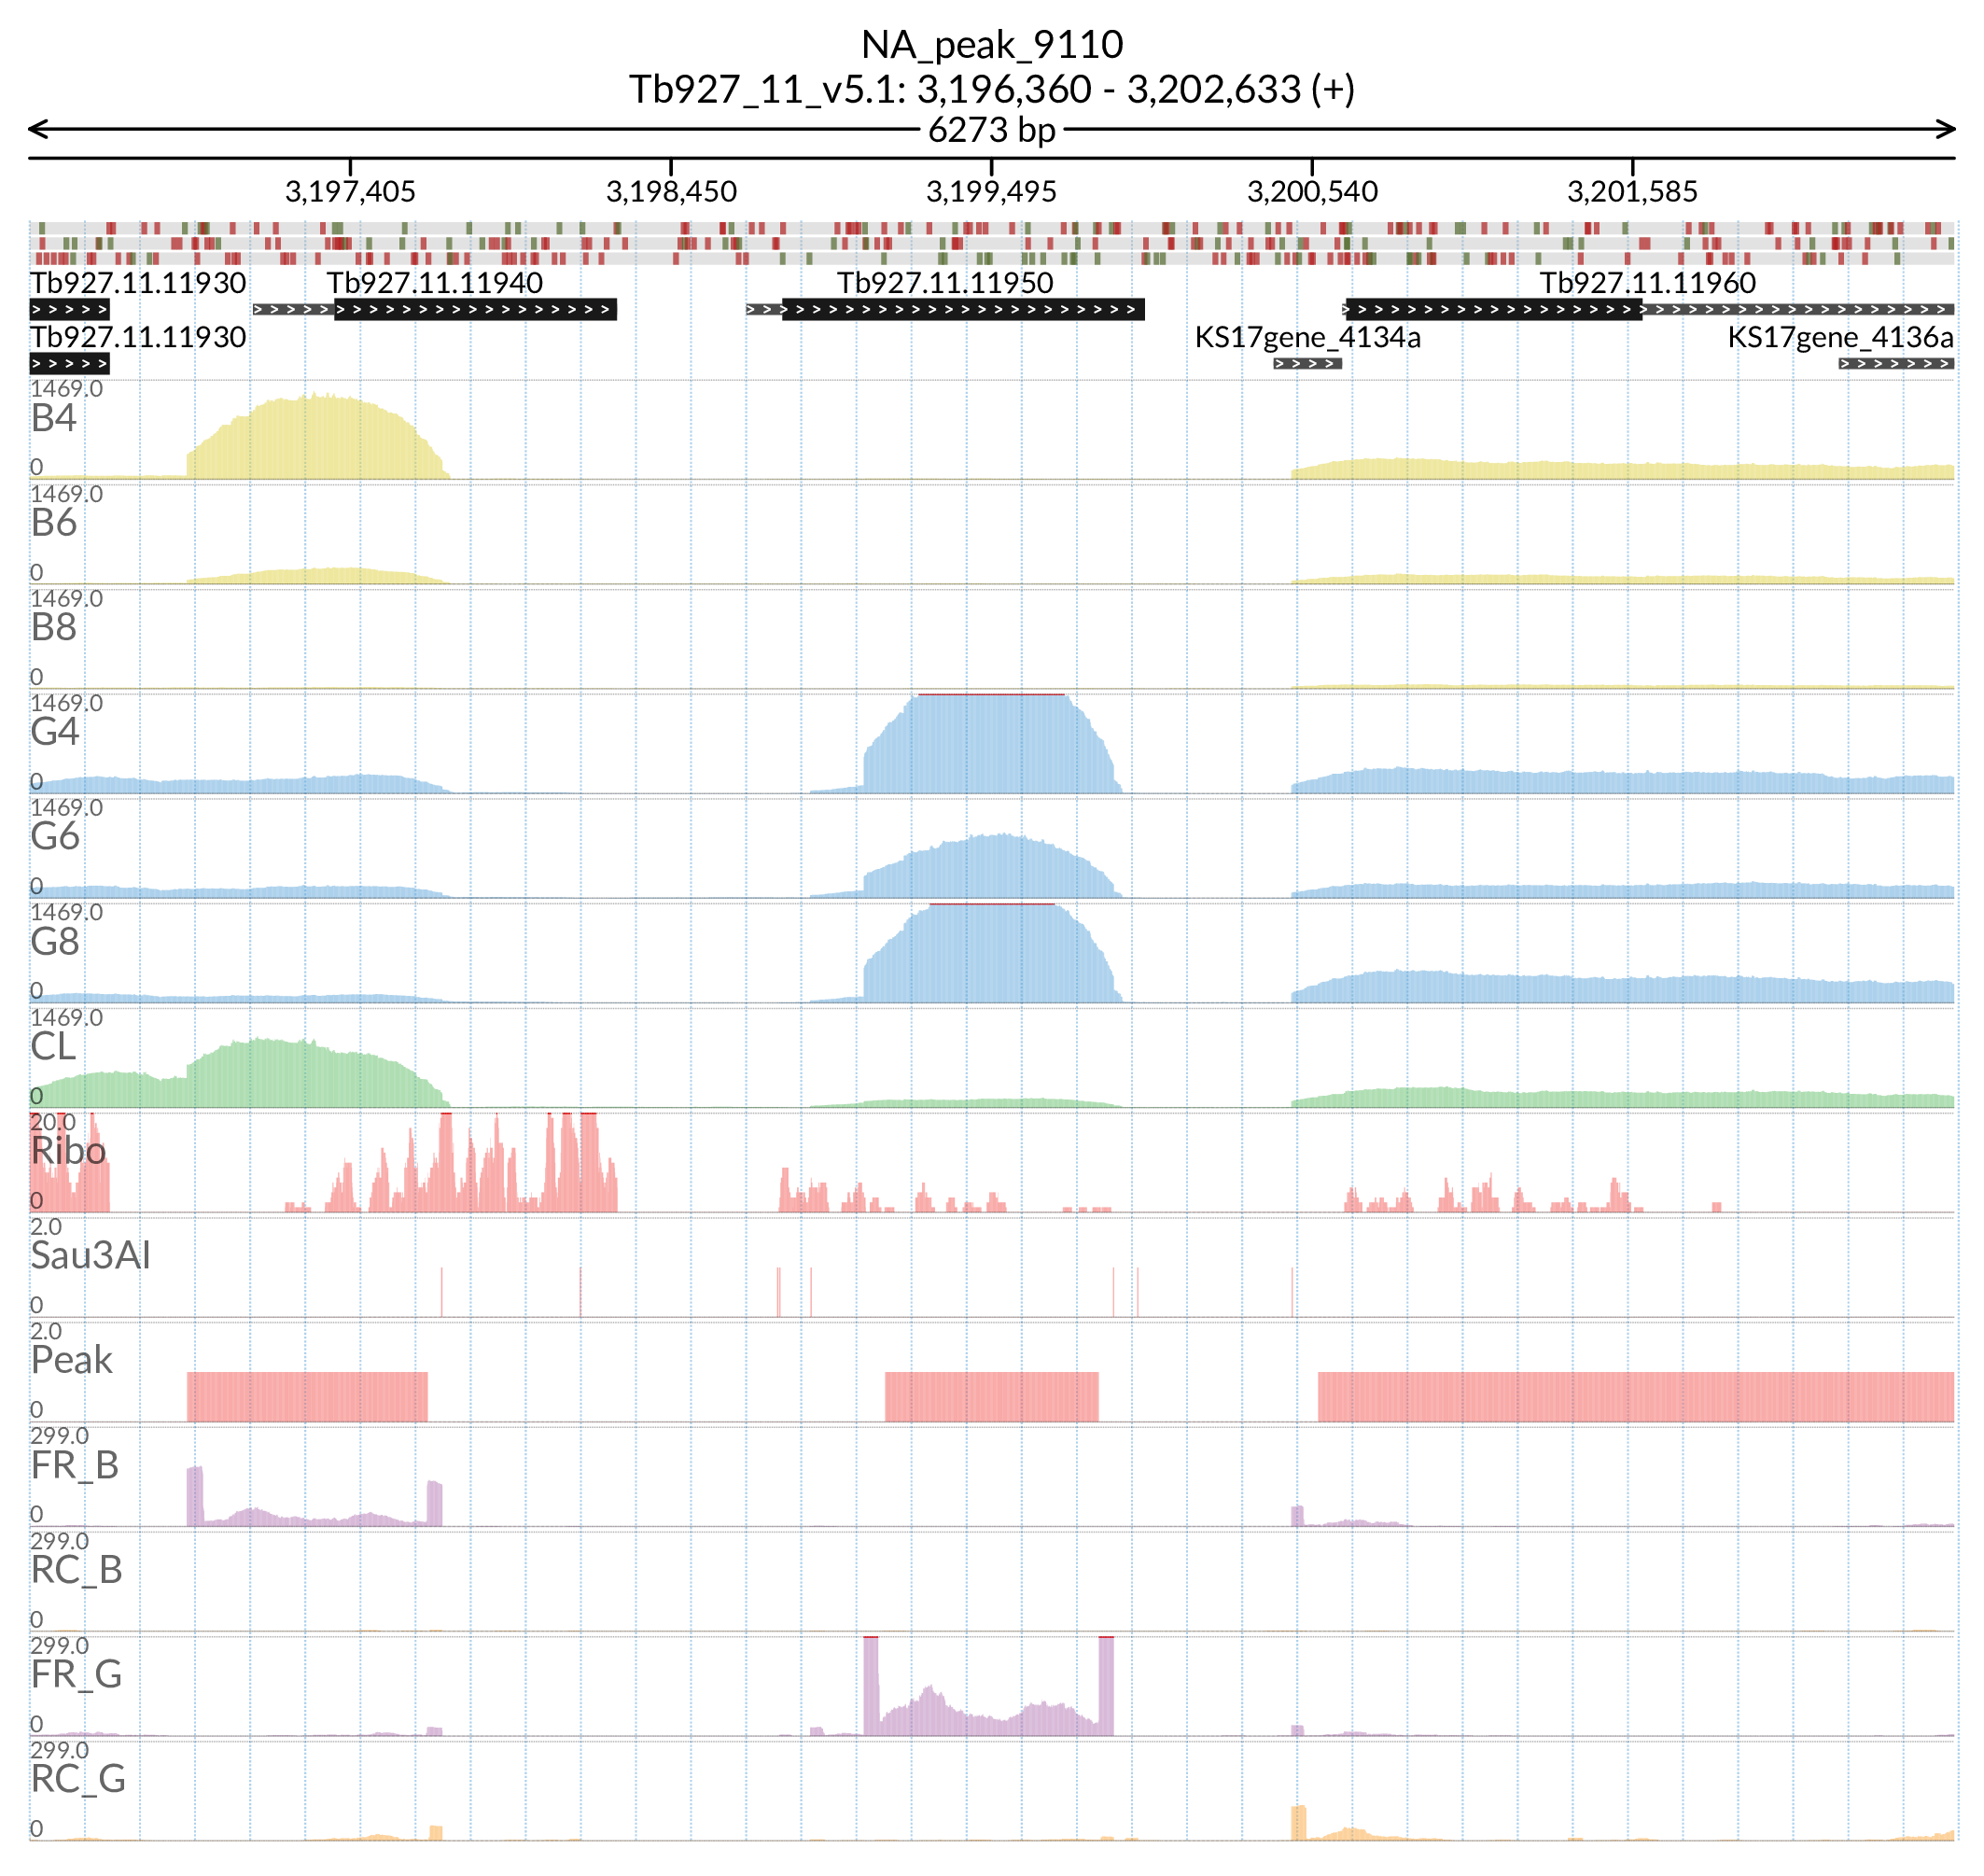 NA_peak_9110
Tb927_11_v5.1: 3,196,360 - 3,202,633 (+)
6273 bp
3,197,405 3,198,450 3,199,495 3,200,540 3,201,585
Tb927.11.11930 Tb927.11.11940 Tb927.11.11950 Tb927.11.11960
Tb927.11.11930 KS17gene_4134a KS17gene_4136a
1469.0
B4
0
1469.0
B6
0
1469.0
B8
0
1469.0
G4
0
1469.0
G6
0
1469.0
G8
0
1469.0
CL
0
20.0
Ribo
0
2.0
Sau3AI
0
2.0
Peak
0
299.0
FR_B
0
299.0
RC_B
0
299.0
FR_G
0
299.0
RC_G
0